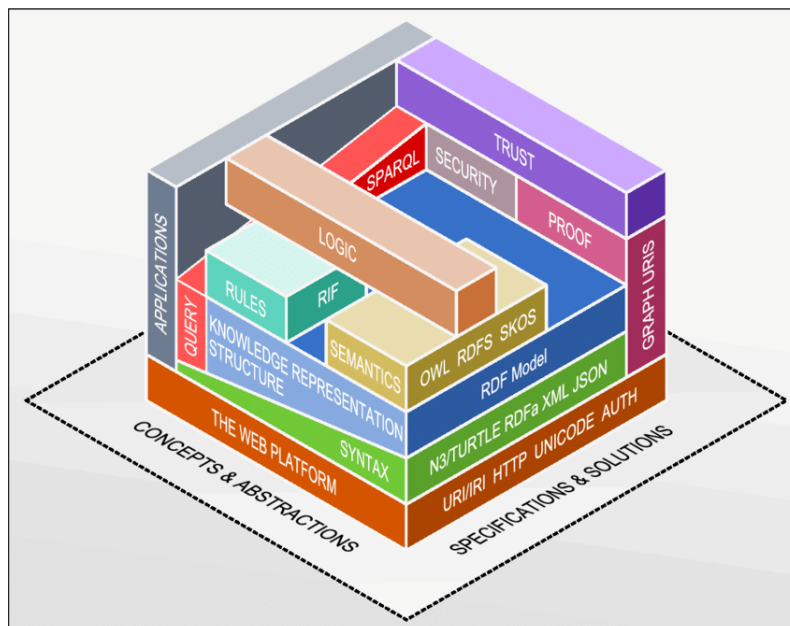 TRUST
SPARQL
SECURITY
PROOF
LOGIC
APPLICATIONS
GRAPH URIS
RULES
RIF
QUERY
KNOWLEDGE REPRESENTATION
STRUCTURE
SEMANTICS
OWL RDFS SKOS
RDF Model
SYNTAX
N3/TURTLE RDFa XML JSON
THE WEB PLATFORM
URI/IRI HTTP UNICODE AUTH
CONCEPTS & ABSTRACTIONS
SPECIFICATIONS & SOLUTIONS